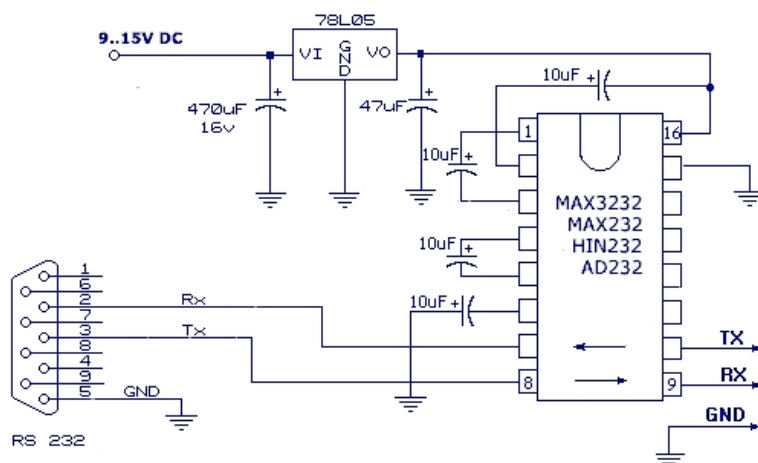 78L05
9..15V DC
VI
GND
VO
10uF +
470uF
16v
+
47uF
+
1
16
10uF
+
MAX3232
MAX232
HIN232
AD232
10uF
+
10uF +
1
6
2
Rx
7
3
Tx
8
4
9
5
GND
8
9
TX
RX
GND
RS 232